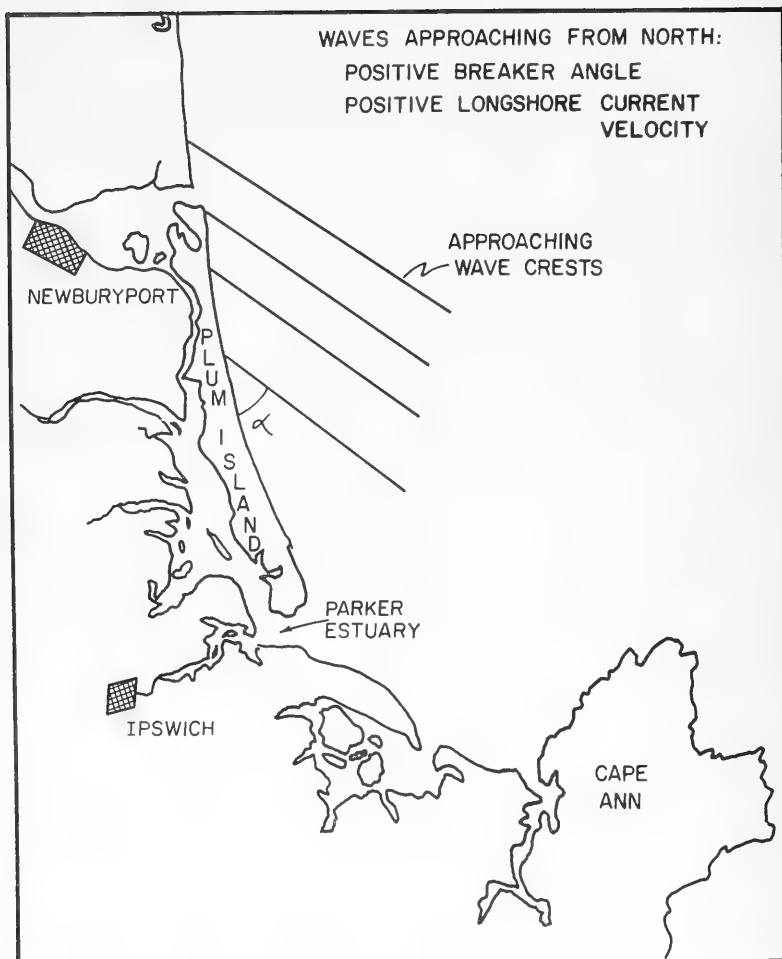 WAVES APPROACHING FROM NORTH:
POSITIVE BREAKER ANGLE
POSITIVE LONGSHORE CURRENT
VELOCITY
APPROACHING
WAVE CRESTS
NEWBURYPORT
PLUM ISLAND
α
PARKER
ESTUARY
IPSWICH
CAPE
ANN